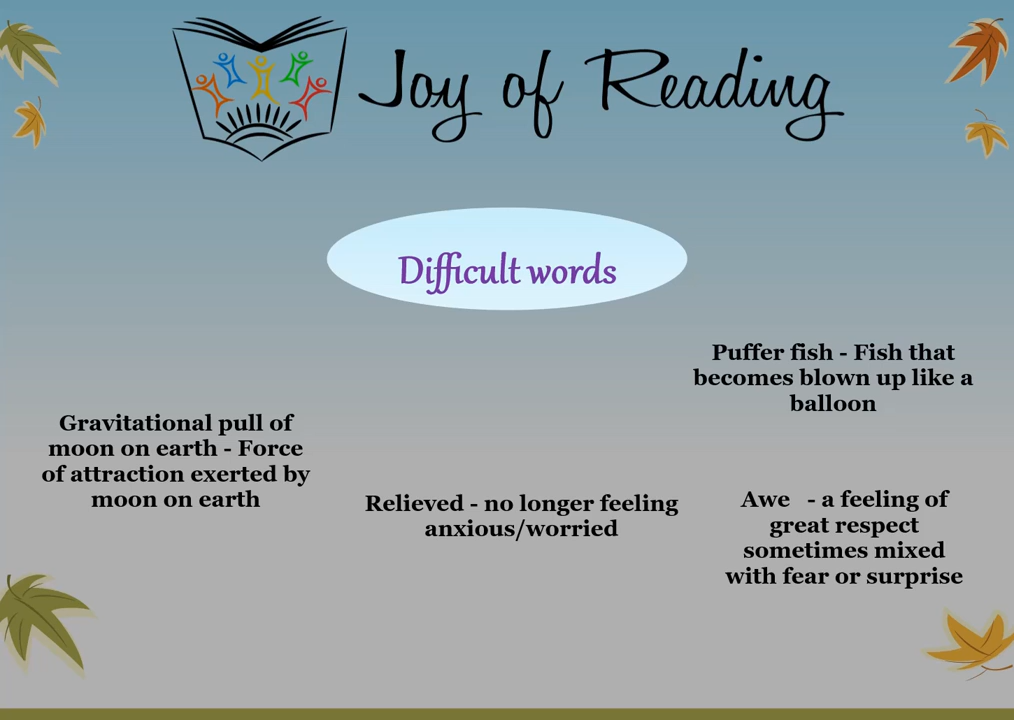 Joy of Reading
Difficult words
Puffer fish - Fish that
becomes blown up like a
balloon
Gravitational pull of
moon on earth - Force
of attraction exerted by
moon on earth
Relieved - no longer feeling
anxious/worried
Awe - a feeling of
great respect
sometimes mixed
with fear or surprise